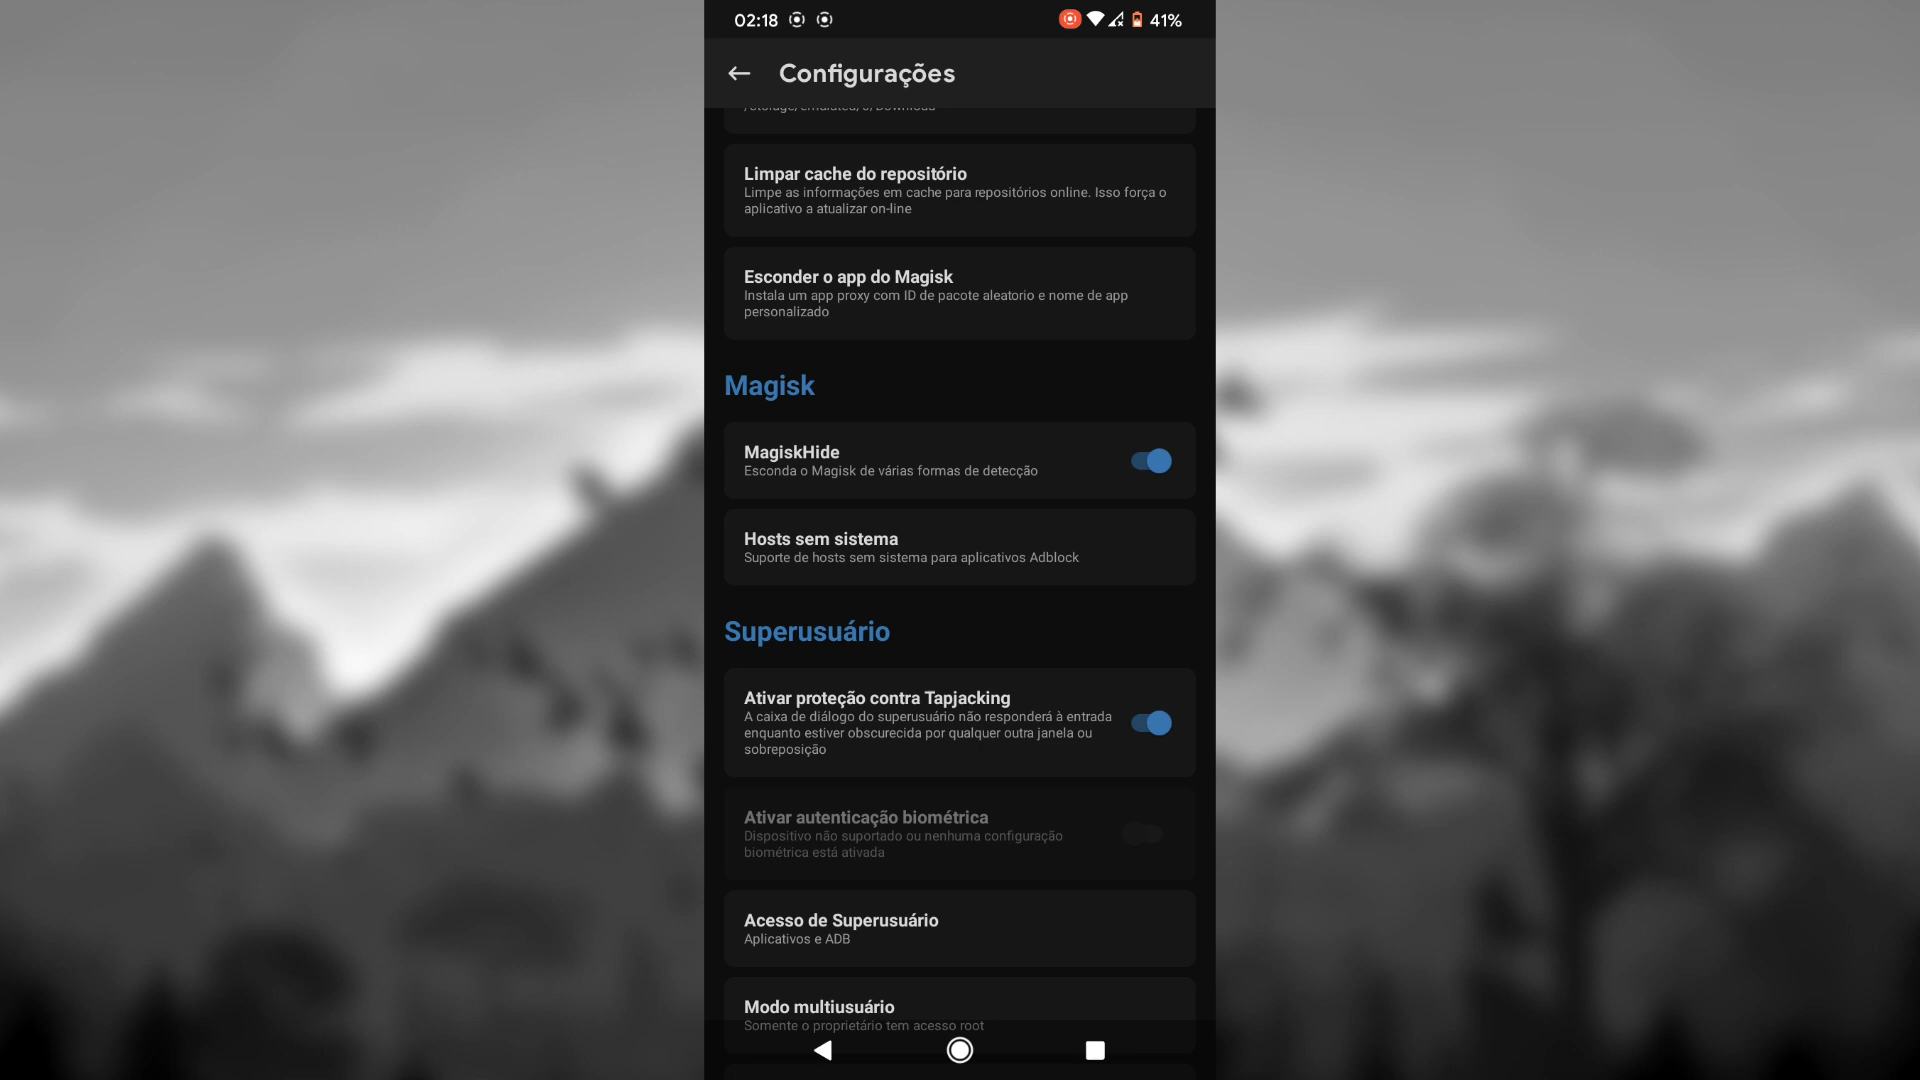 02:18
41%
Configurações
Limpar cache do repositório
Limpe as informações em cache para repositórios online. Isso força o
aplicativo a atualizar on-line
Esconder o app do Magisk
Instala um app proxy com ID de pacote aleatorio e nome de app
personalizado
Magisk
MagiskHide
Esconda o Magisk de várias formas de detecção
Hosts sem sistema
Suporte de hosts sem sistema para aplicativos Adblock
Superusuário
Ativar proteção contra Tapjacking
A caixa de diálogo do superusuário não responderá à entrada
enquanto estiver obscurecida por qualquer outra janela ou
sobreposição
Ativar autenticação biométrica
Dispositivo não suportado ou nenhuma configuração
biométrica está ativada
Acesso de Superusuário
Aplicativos e ADB
Modo multiusuário
Somente o proprietário tem acesso root